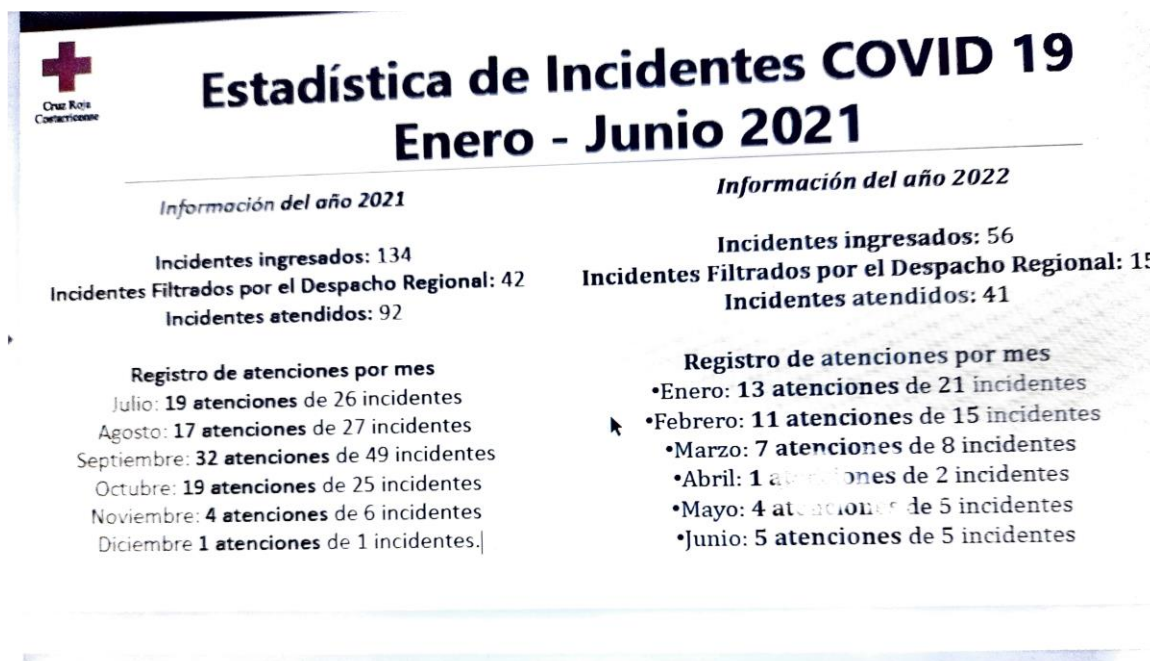 Cruz Roja
Costarricense
Estadística de Incidentes COVID 19
Enero - Junio 2021
Información del año 2021
Incidentes ingresados: 134
Incidentes Filtrados por el Despacho Regional: 42
Incidentes atendidos: 92
Registro de atenciones por mes
Julio: 19 atenciones de 26 incidentes
Agosto: 17 atenciones de 27 incidentes
Septiembre: 32 atenciones de 49 incidentes
Octubre: 19 atenciones de 25 incidentes
Noviembre: 4 atenciones de 6 incidentes
Diciembre 1 atenciones de 1 incidentes.
Información del año 2022
Incidentes ingresados: 56
Incidentes Filtrados por el Despacho Regional: 15
Incidentes atendidos: 41
Registro de atenciones por mes
•Enero: 13 atenciones de 21 incidentes
•Febrero: 11 atenciones de 15 incidentes
•Marzo: 7 atenciones de 8 incidentes
•Abril: 1 atenciones de 2 incidentes
•Mayo: 4 atenciones de 5 incidentes
•Junio: 5 atenciones de 5 incidentes